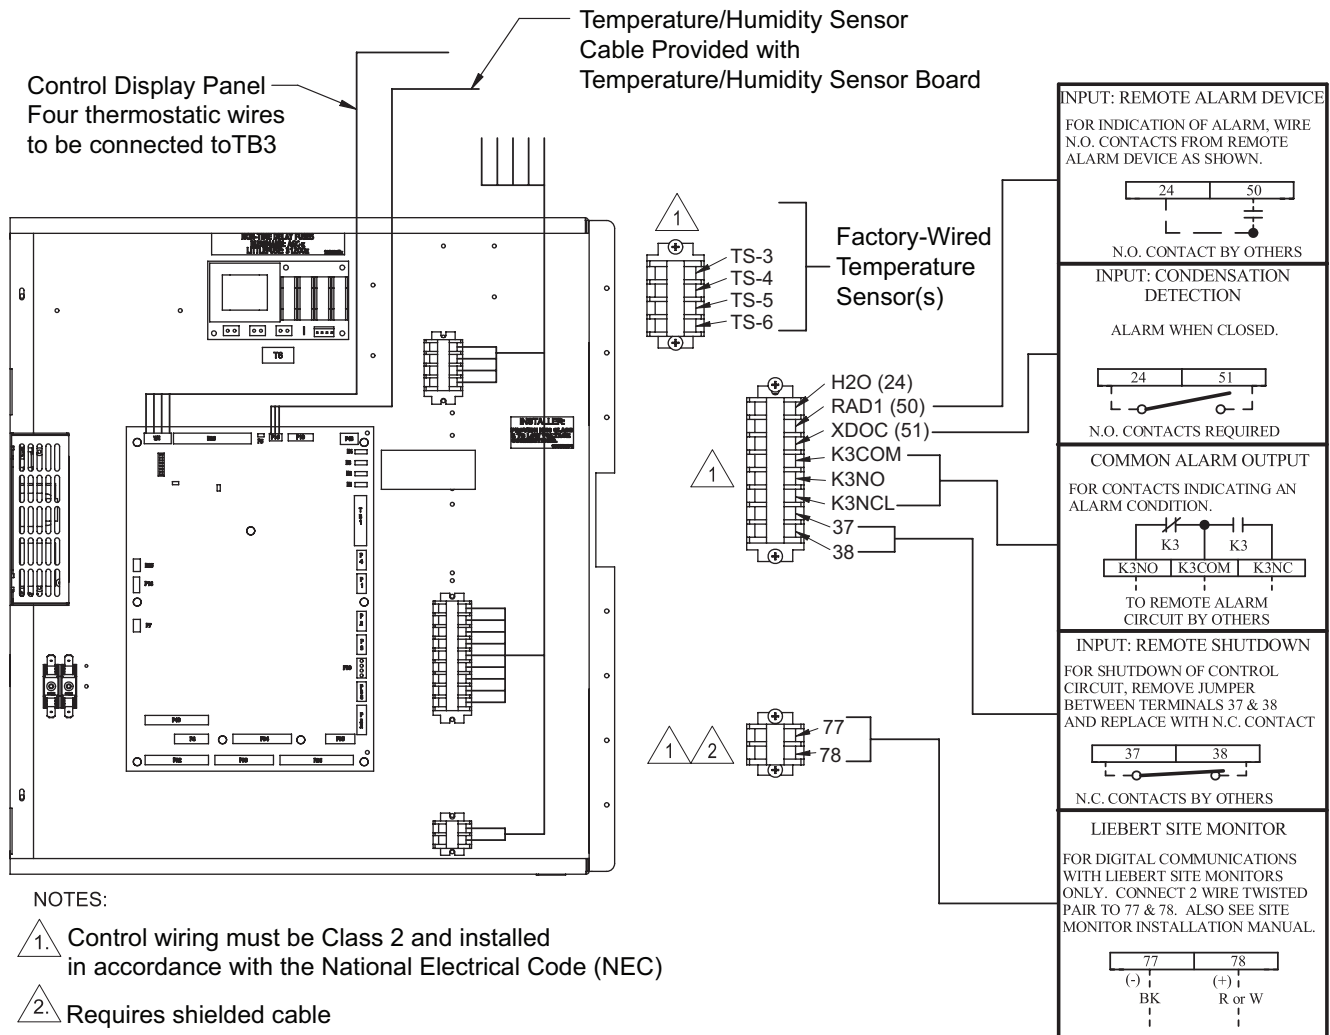 Temperature/Humidity Sensor
Cable Provided with
Temperature/Humidity Sensor Board
Control Display Panel
Four thermostatic wires
to be connected toTB3
T6
INSTALLER:
1
TS-3
TS-4
TS-5
TS-6
Factory-Wired
Temperature
Sensor(s)
1
H2O (24)
RAD1 (50)
XDOC (51)
K3COM
K3NO
K3NCL
37
38
1
2
77
78
INPUT: REMOTE ALARM DEVICE
FOR INDICATION OF ALARM, WIRE
N.O. CONTACTS FROM REMOTE
ALARM DEVICE AS SHOWN.
24 50
N.O. CONTACT BY OTHERS
INPUT: CONDENSATION
DETECTION
ALARM WHEN CLOSED.
24 51
N.O. CONTACTS REQUIRED
COMMON ALARM OUTPUT
FOR CONTACTS INDICATING AN
ALARM CONDITION.
K3 K3
K3NO K3COM K3NC
TO REMOTE ALARM
CIRCUIT BY OTHERS
INPUT: REMOTE SHUTDOWN
FOR SHUTDOWN OF CONTROL
CIRCUIT, REMOVE JUMPER
BETWEEN TERMINALS 37 & 38
AND REPLACE WITH N.C. CONTACT
37 38
N.C. CONTACTS BY OTHERS
LIEBERT SITE MONITOR
FOR DIGITAL COMMUNICATIONS
WITH LIEBERT SITE MONITORS
ONLY. CONNECT 2 WIRE TWISTED
PAIR TO 77 & 78. ALSO SEE SITE
MONITOR INSTALLATION MANUAL.
77 78
(-) (+)
BK R or W
NOTES:
1. Control wiring must be Class 2 and installed
in accordance with the National Electrical Code (NEC)
2. Requires shielded cable